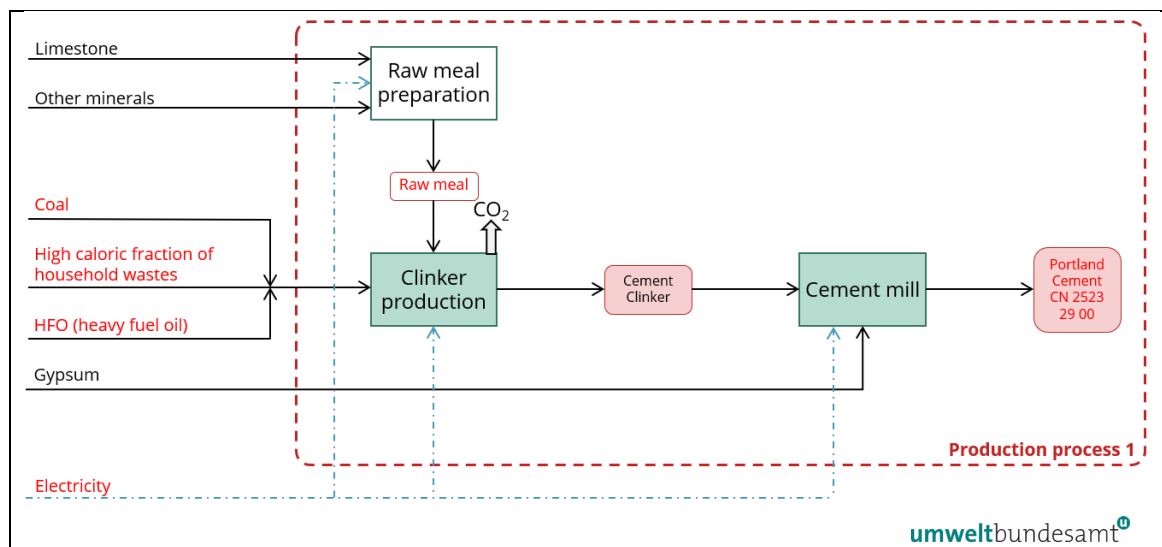 Limestone
Raw meal
preparation
Other minerals
Raw meal
Coal
CO2
High caloric fraction of
household wastes
Clinker
production
Cement
Clinker
Cement mill
Portland
Cement
CN 2523
29 00
HFO (heavy fuel oil)
Gypsum
Production process 1
Electricity
umweltbundesamt
u